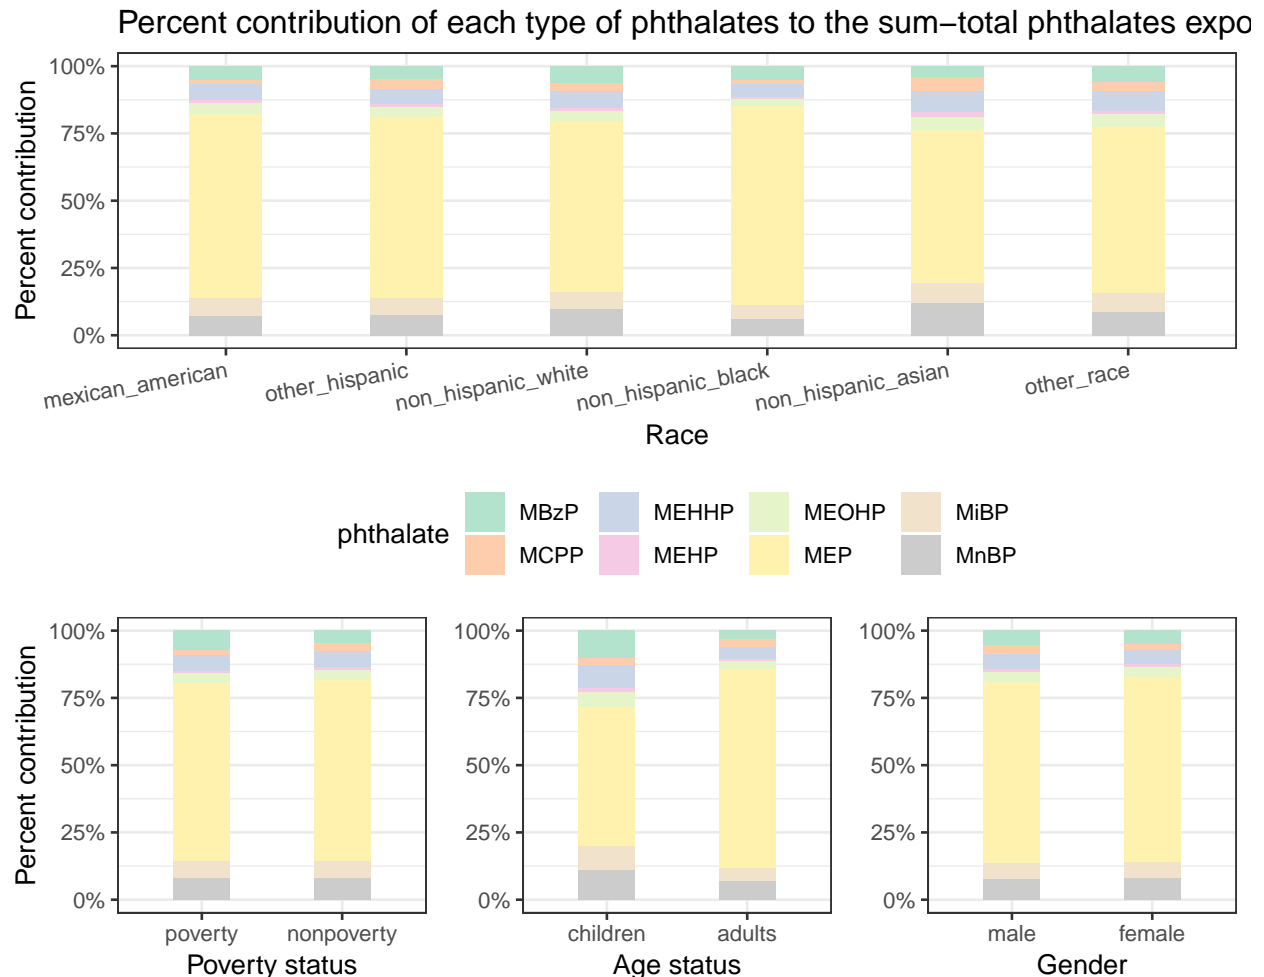 Percent contribution of each type of phthalates to the sum−total phthalates expo
Percent contribution
100%
75%
50%
25%
0%
mexican_american
other_hispanic
non_hispanic_white
non_hispanic_black
non_hispanic_asian
other_race
Race
phthalate
MBzP
MEHHP
MEOHP
MiBP
MCPP
MEHP
MEP
MnBP
Percent contribution
100%
75%
50%
25%
0%
poverty
nonpoverty
Poverty status
100%
75%
50%
25%
0%
children
adults
Age status
100%
75%
50%
25%
0%
male
female
Gender